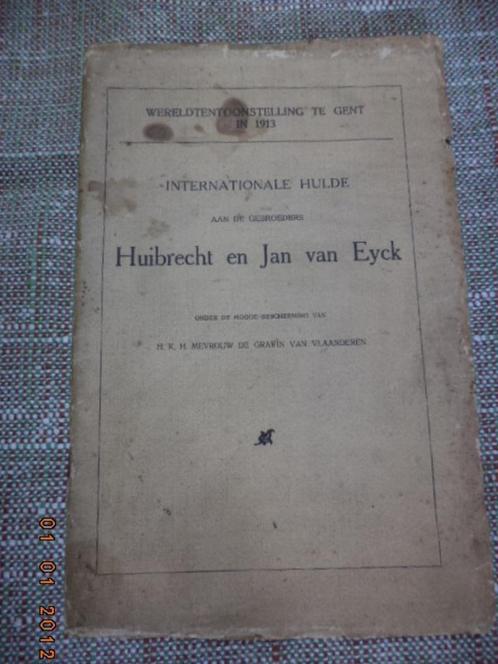 WERELDTENTOONSTELLING TE GENT
IN 1913
INTERNATIONALE HULDE
AAN DE GEBROEDERS
Huibrecht en Jan van Eyck
ONDER DE HOOGE BESCHERMING VAN
H. K. H. MEVROUW DE GRAVIN VAN VLAANDEREN
01 01 2012